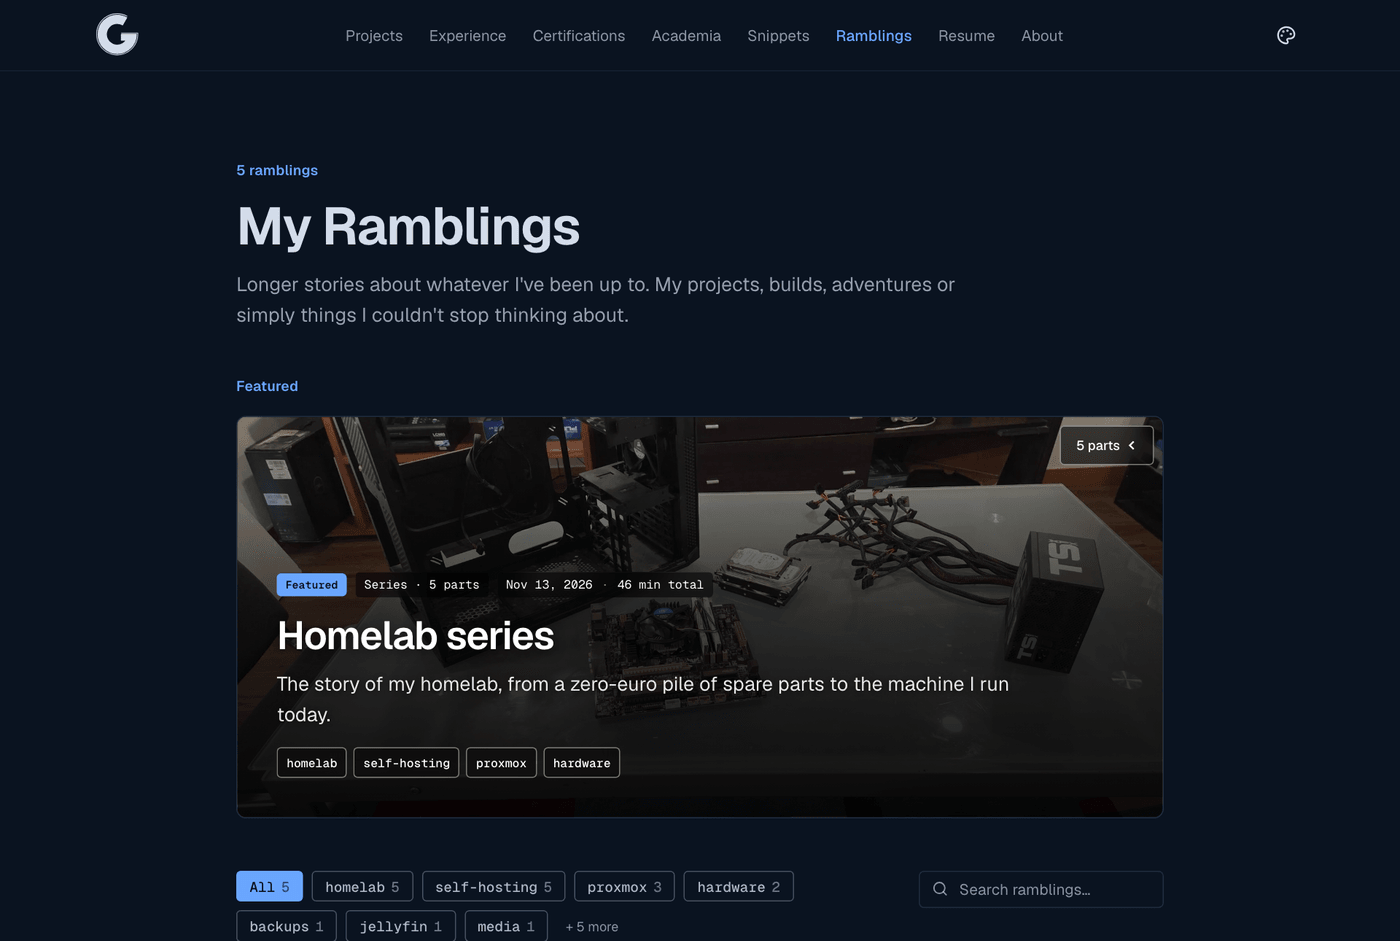 G
Projects Experience Certifications Academia Snippets Ramblings Resume About
5 ramblings
My Ramblings
Longer stories about whatever I've been up to. My projects, builds, adventures or
simply things I couldn't stop thinking about.
Featured
5 parts
TSI
TSI
Featured Series · 5 parts Nov 13, 2026 · 46 min total
Homelab series
The story of my homelab, from a zero-euro pile of spare parts to the machine I run
today.
homelab self-hosting proxmox hardware
All 5 homelab 5 self-hosting 5 proxmox 3 hardware 2
Search ramblings...
backups 1 jellyfin 1 media 1 + 5 more